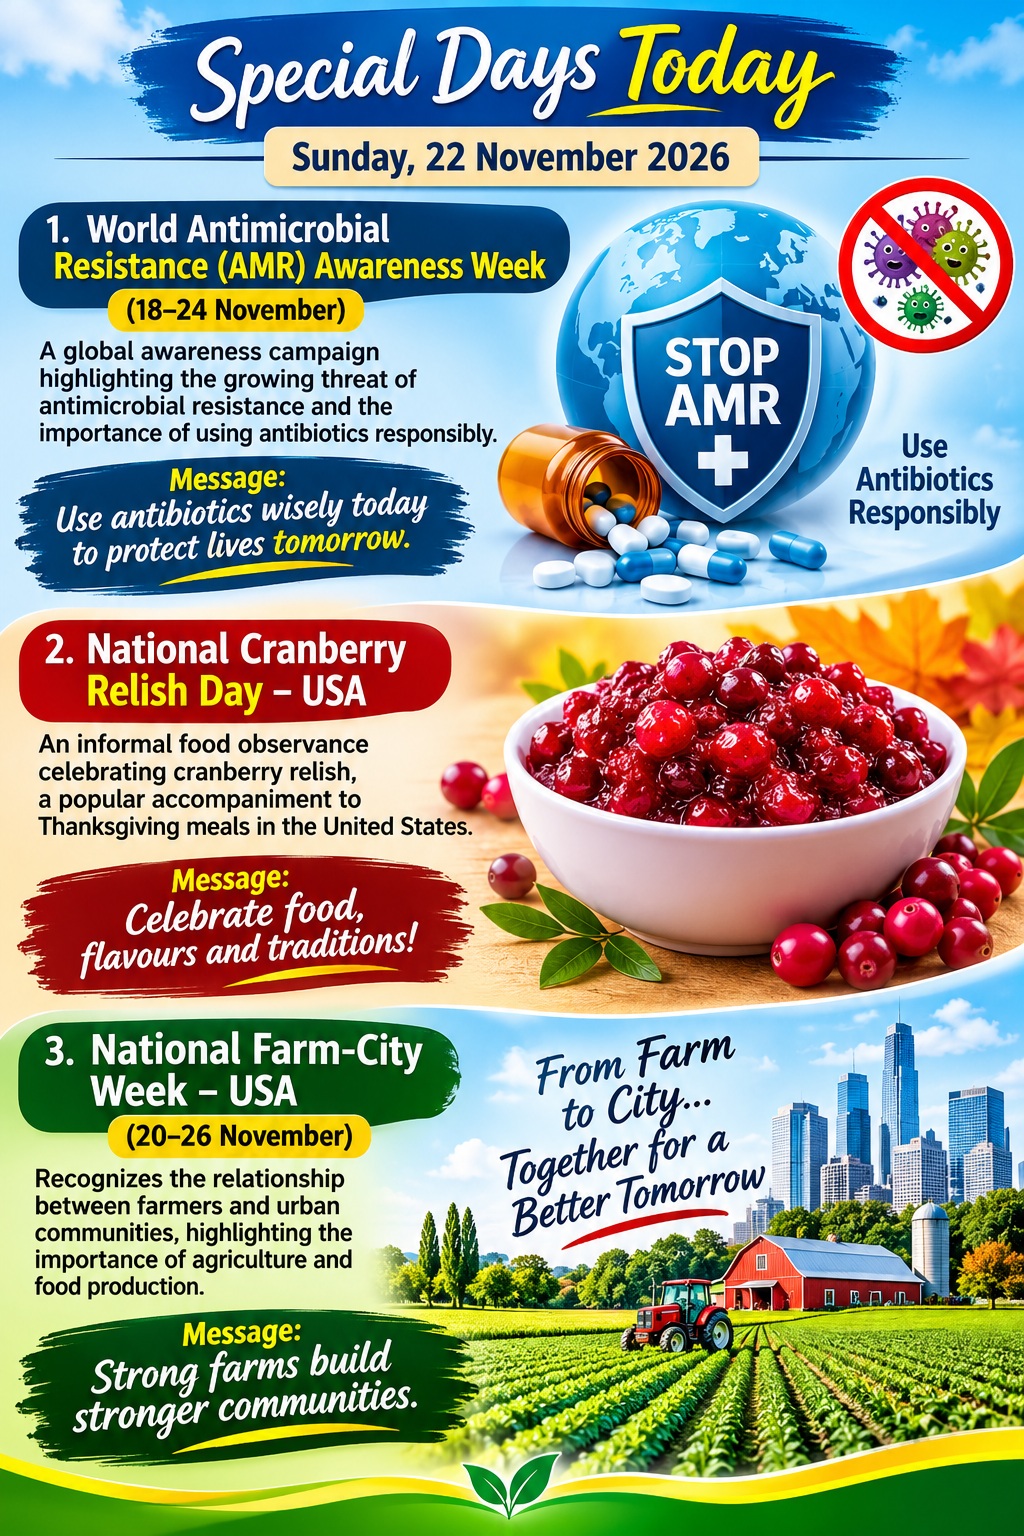 Special Days Today
Sunday, 22 November 2026
1. World Antimicrobial
Resistance (AMR) Awareness Week
(18–24 November)
A global awareness campaign
highlighting the growing threat of
antimicrobial resistance and the
importance of using antibiotics responsibly.
Message:
Use antibiotics wisely today
to protect lives tomorrow.
STOP
AMR
Use
Antibiotics
Responsibly
2. National Cranberry
Relish Day – USA
An informal food observance
celebrating cranberry relish,
a popular accompaniment to
Thanksgiving meals in the United States.
Message:
Celebrate food,
flavours and traditions!
3. National Farm-City
Week – USA
(20–26 November)
Recognizes the relationship
between farmers and urban
communities, highlighting the
importance of agriculture and
food production.
Message:
Strong farms build
stronger communities.
From Farm
to City...
Together for a
Better Tomorrow